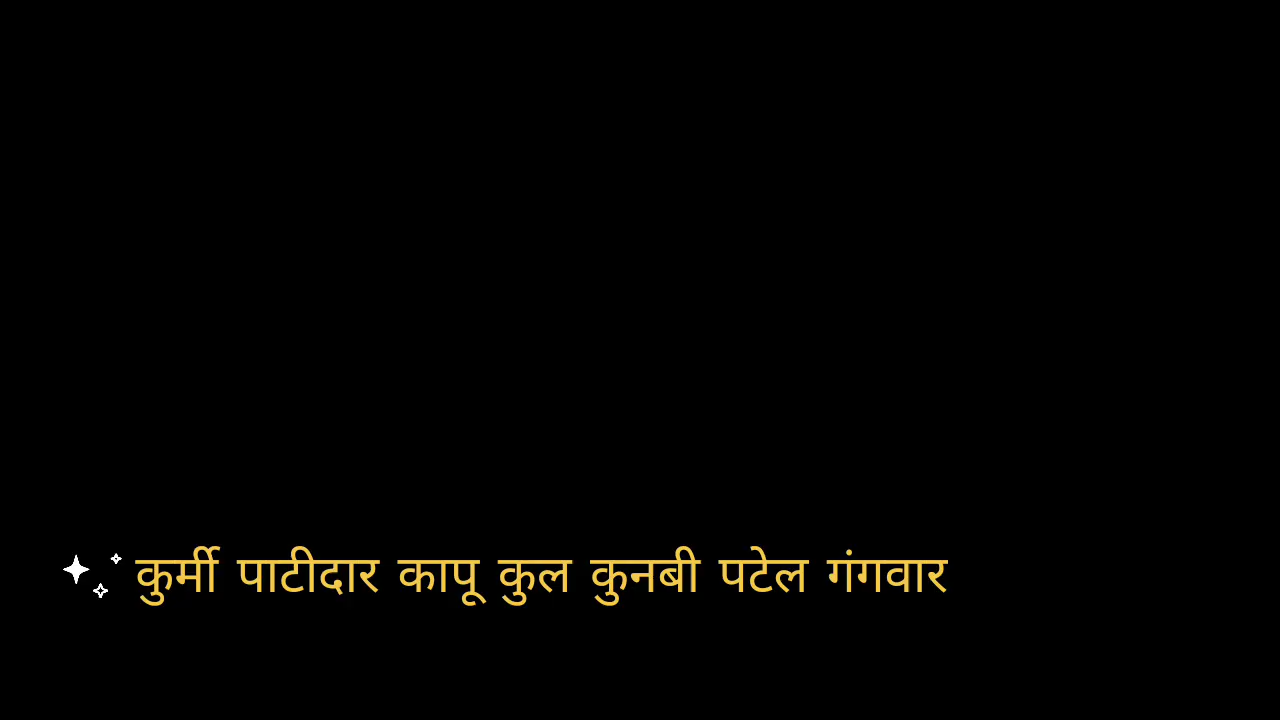 कुर्मी पाटीदार कापू कुल कुनबी पटेल गंगवार